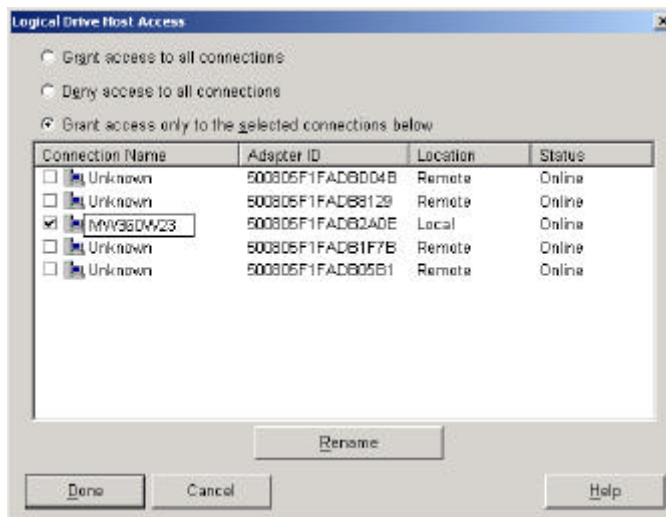 Logical Drive Host Access
Grant access to all connections
Deny access to all connections
Grant access only to the selected connections below
Connection Name Adapter ID Location Status
Unknown 500805F1FADBD04B Remote Online
Unknown 500805F1FADB8129 Remote Online
MW360W23 500805F1FADB2A0E Local Online
Unknown 500805F1FADB1F7B Remote Online
Unknown 500805F1FADB05B1 Remote Online
Rename
Done Cancel Help